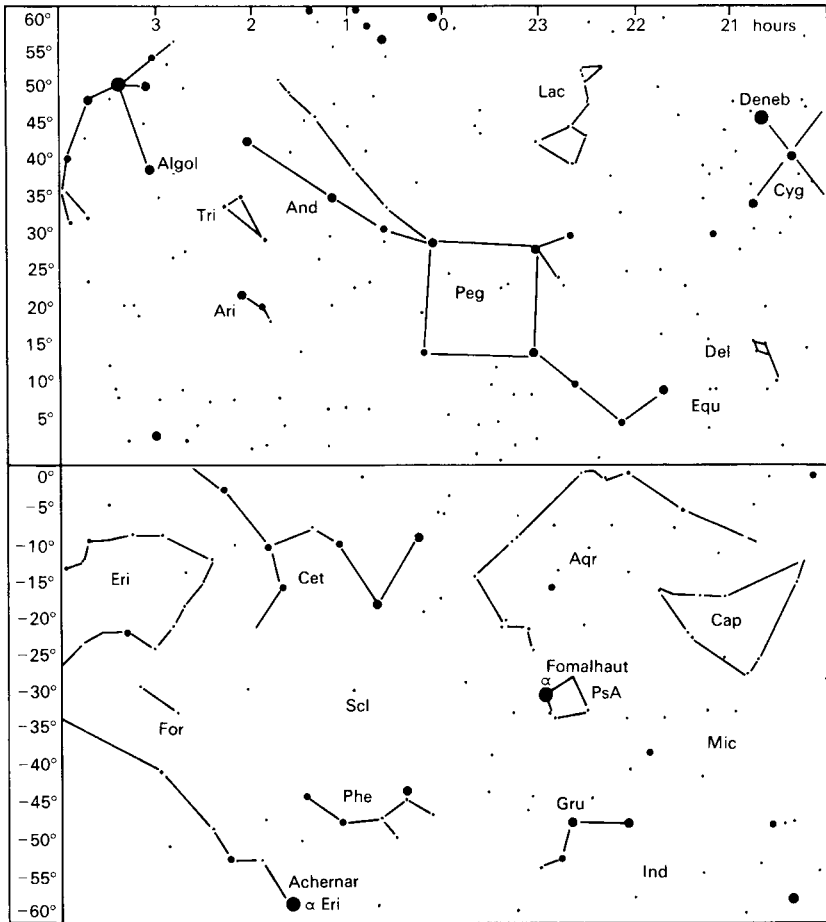 60° 3 2 1 0 23 22 21 hours
55°
50° Lac Deneb
45°
40° Algol
35° Tri And Cyg
30°
25°
20° Ari Peg
15° Del
10° Equ
5°
0°
−5°
−10° Aqr
−15° Eri Cet
−20° Cap
−25°
Fomalhaut
−30° α PsA
−35° For Scl Mic
−40°
−45° Phe Gru
−50°
−55° Achernar Ind
−60° α Eri